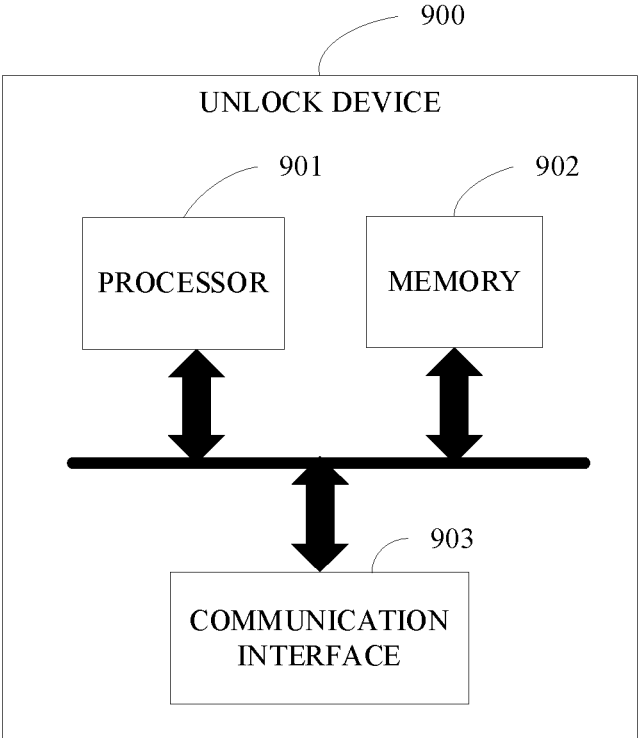 900
UNLOCK DEVICE
901
902
PROCESSOR
MEMORY
903
COMMUNICATION
INTERFACE